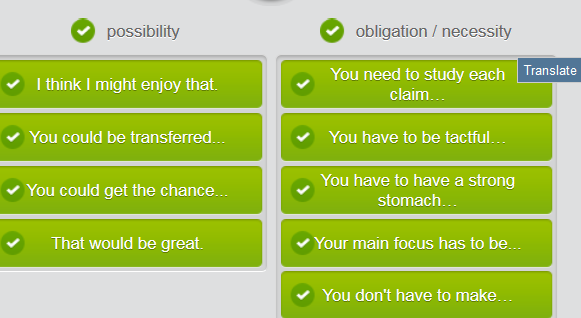 possibility
I think I might enjoy that.
You could be transferred...
You could get the chance...
That would be great.
obligation / necessity
You need to study each
claim…
Translate
You have to be tactful…
You have to have a strong
stomach…
Your main focus has to be...
You don't have to make…